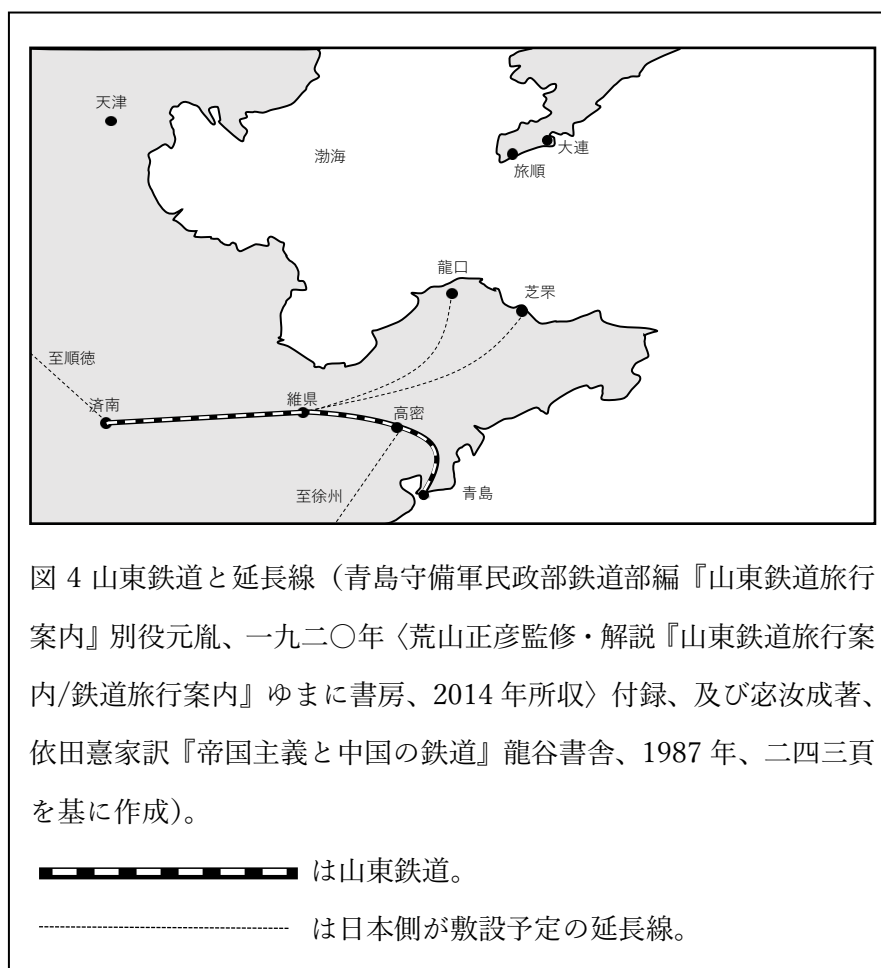 天津
渤海
大連
旅順
龍口
芝罘
至順徳
済南
維県
高密
至徐州
青島
図 4 山東鉄道と延長線（青島守備軍民政部鉄道部編『山東鉄道旅行
案内』別役元胤、一九二〇年〈荒山正彦監修・解説『山東鉄道旅行案
内/鉄道旅行案内』ゆまに書房、2014 年所収〉付録、及び宓汝成著、
依田憙家訳『帝国主義と中国の鉄道』龍谷書舎、1987 年、二四三頁
を基に作成）。
は山東鉄道。
は日本側が敷設予定の延長線。